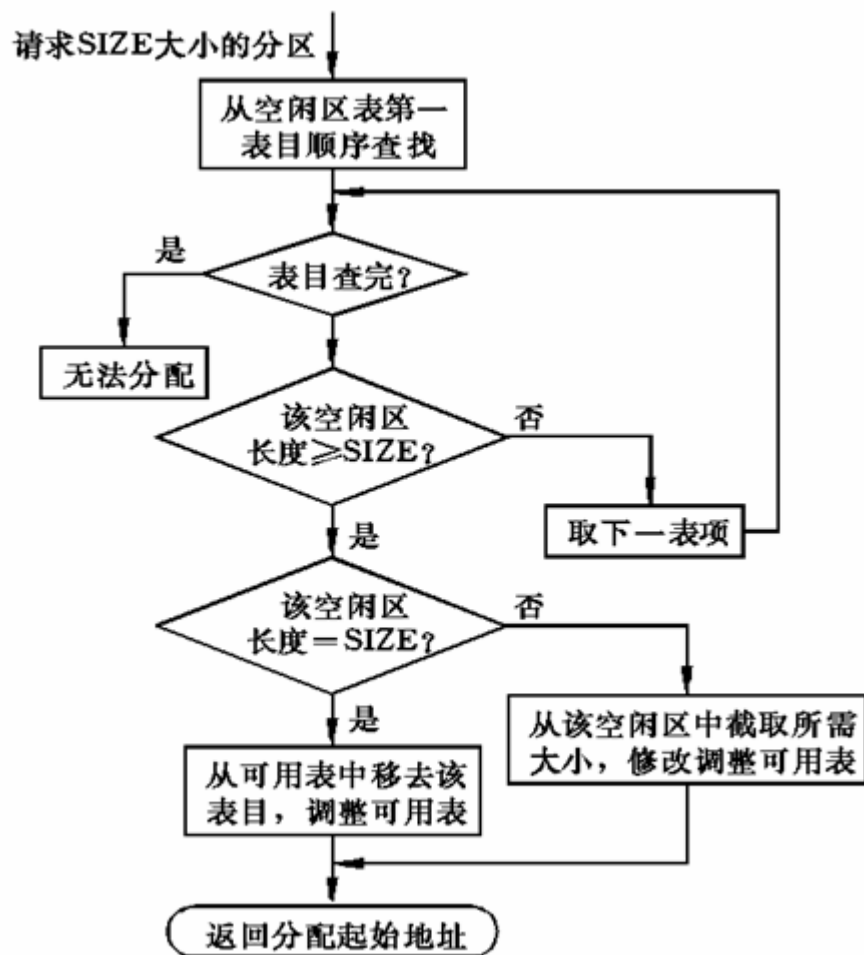 请求SIZE大小的分区
从空闲区表第一
表目顺序查找
是
表目查完?
无法分配
该空闲区
长度≥SIZE?
否
取下一表项
是
该空闲区
长度=SIZE?
否
是
从该空闲区中截取所需
大小，修改调整可用表
从可用表中移去该
表目，调整可用表
返回分配起始地址